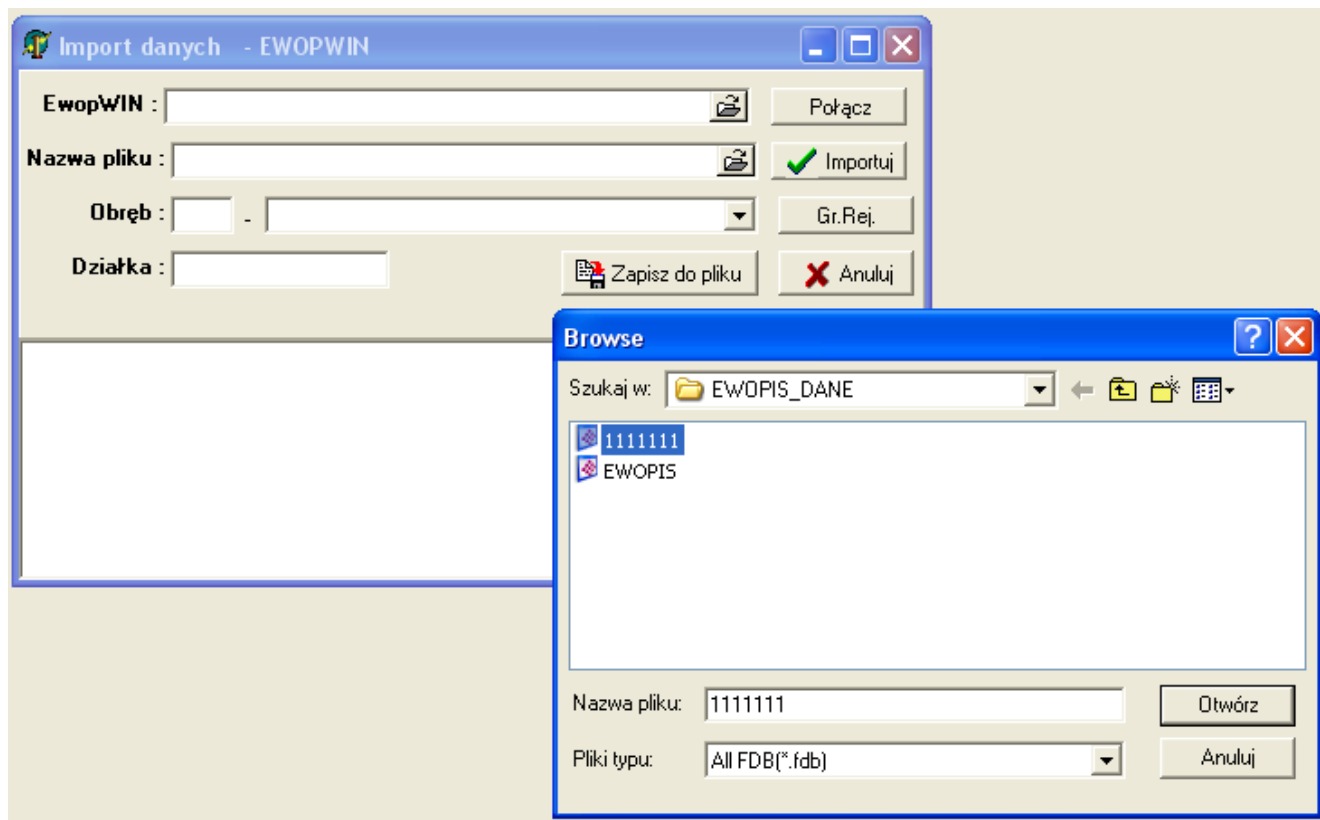 Import danych - EWOPWIN
EwopWIN :
Połącz
Nazwa pliku :
Importuj
Obręb :
-
Gr.Rej.
Działka :
Zapisz do pliku
Anuluj
Browse
Szukaj w: EWOPIS_DANE
1111111
EWOPIS
Nazwa pliku: 1111111
Otwórz
Pliki typu: All FDB(*.fdb)
Anuluj